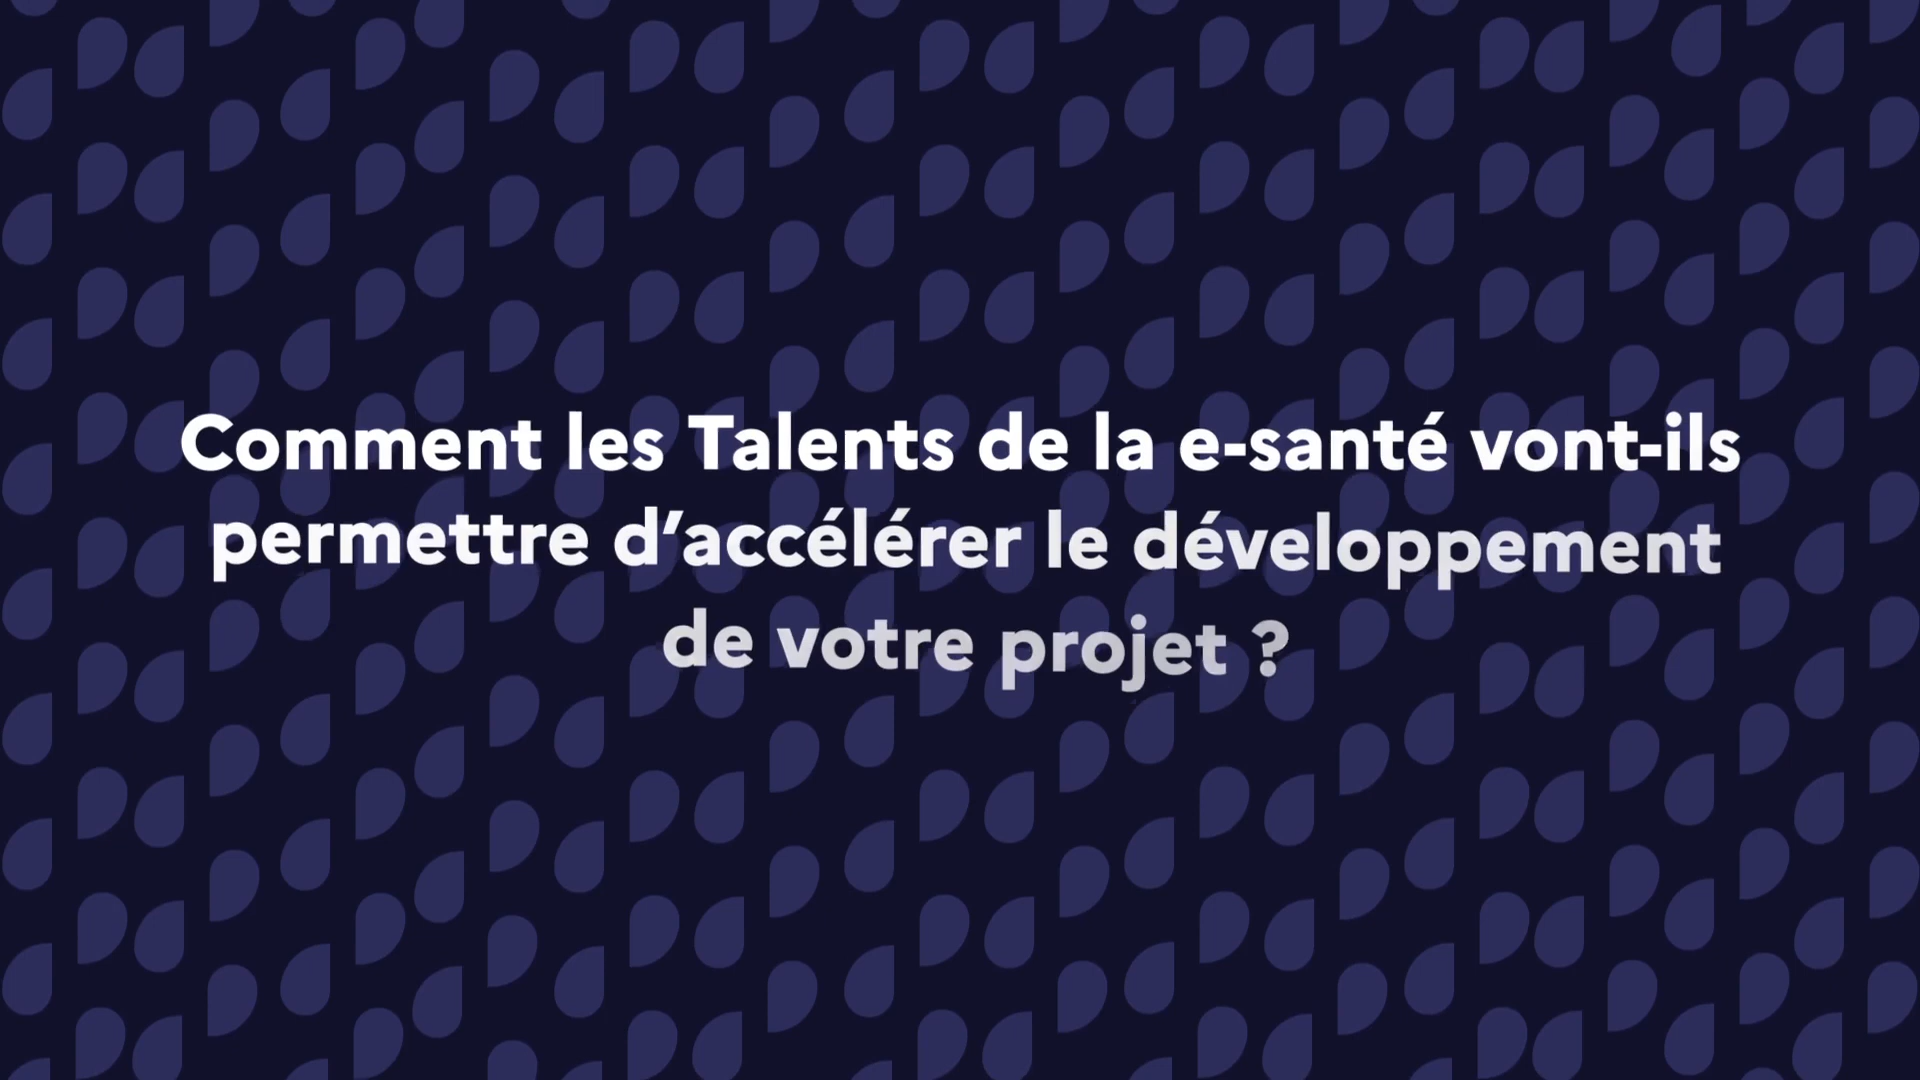 Comment les Talents de la e-santé vont-ils
permettre d’accélérer le développement
de votre projet ?